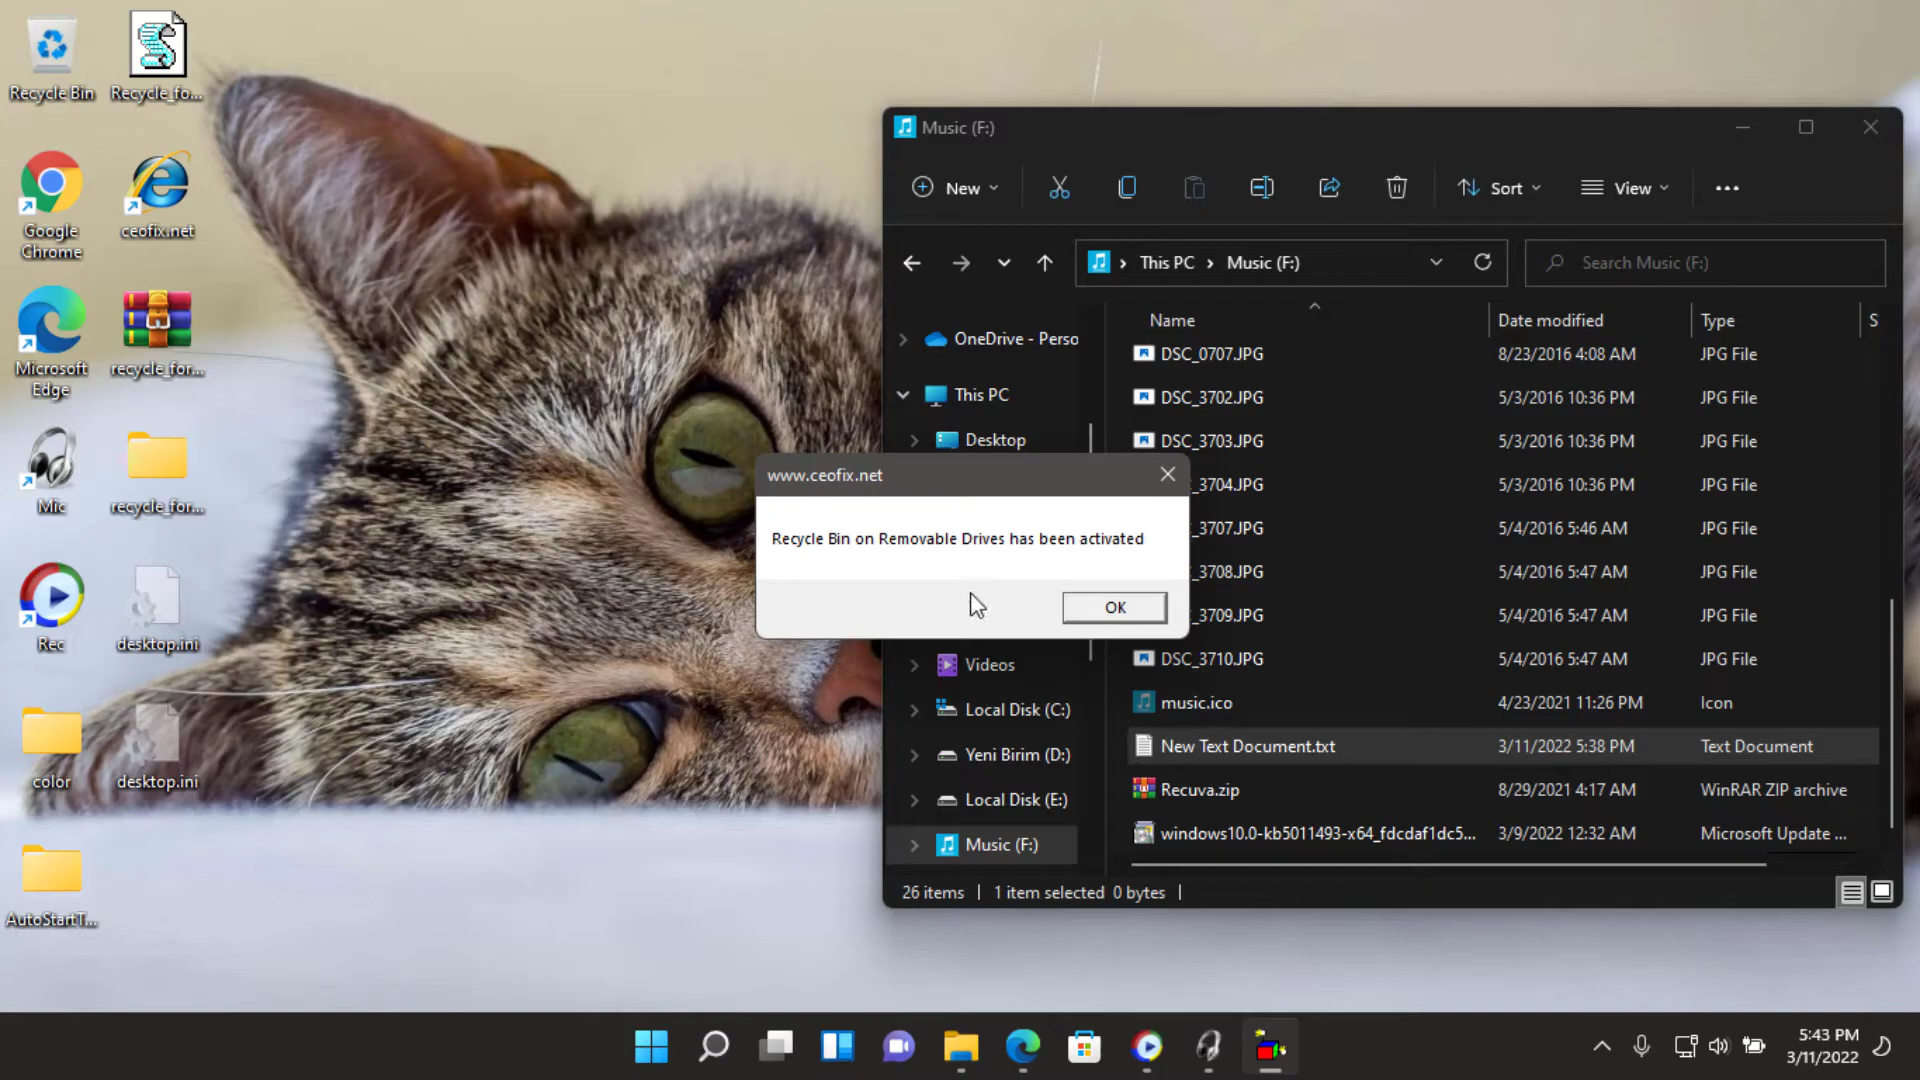 Recycle Bin
Recycle_fo...
Google
Chrome
ceofix.net
Microsoft
Edge
recycle_for...
Mic
recycle_for...
Rec
desktop.ini
color
desktop.ini
AutoStartT...
Music (F:)
New
Sort
View
This PC
Music (F:)
Search Music (F:)
Name
Date modified
Type
S
OneDrive - Perso
This PC
Desktop
Videos
Local Disk (C:)
Yeni Birim (D:)
Local Disk (E:)
Music (F:)
DSC_0707.JPG 8/23/2016 4:08 AM JPG File
DSC_3702.JPG 5/3/2016 10:36 PM JPG File
DSC_3703.JPG 5/3/2016 10:36 PM JPG File
_3704.JPG 5/3/2016 10:36 PM JPG File
_3707.JPG 5/4/2016 5:46 AM JPG File
_3708.JPG 5/4/2016 5:47 AM JPG File
_3709.JPG 5/4/2016 5:47 AM JPG File
DSC_3710.JPG 5/4/2016 5:47 AM JPG File
music.ico 4/23/2021 11:26 PM Icon
New Text Document.txt 3/11/2022 5:38 PM Text Document
Recuva.zip 8/29/2021 4:17 AM WinRAR ZIP archive
windows10.0-kb5011493-x64_fdcdaf1dc5... 3/9/2022 12:32 AM Microsoft Update ...
26 items | 1 item selected 0 bytes |
www.ceofix.net
Recycle Bin on Removable Drives has been activated
OK
5:43 PM
3/11/2022